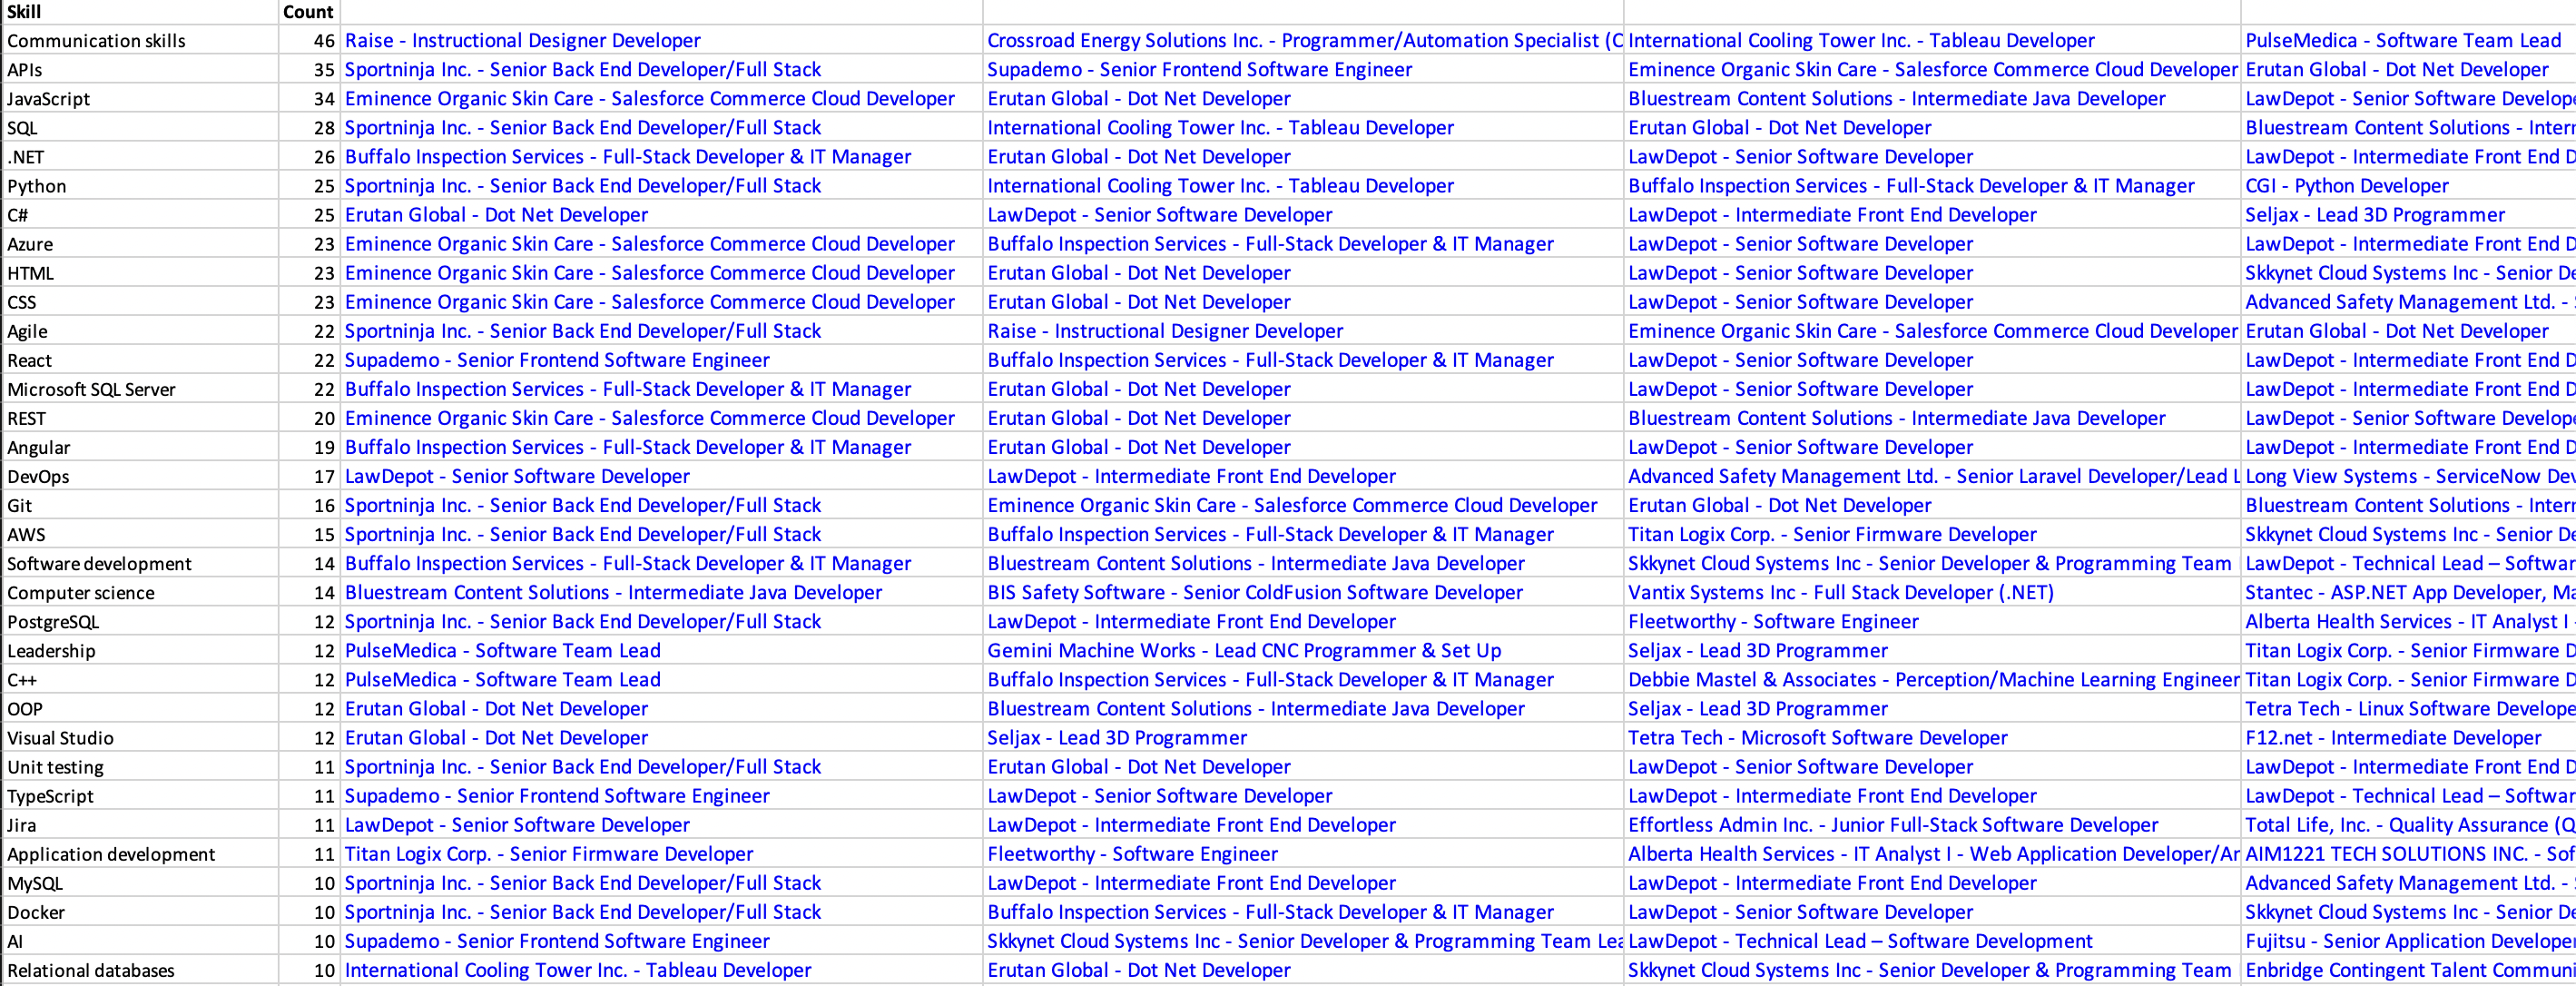 Skill Count
Communication skills 46 Raise - Instructional Designer Developer Crossroad Energy Solutions Inc. - Programmer/Automation Specialist (C International Cooling Tower Inc. - Tableau Developer PulseMedica - Software Team Lead
APIs 35 Sportninja Inc. - Senior Back End Developer/Full Stack Supademo - Senior Frontend Software Engineer Eminence Organic Skin Care - Salesforce Commerce Cloud Developer Erutan Global - Dot Net Developer
JavaScript 34 Eminence Organic Skin Care - Salesforce Commerce Cloud Developer Erutan Global - Dot Net Developer Bluestream Content Solutions - Intermediate Java Developer LawDepot - Senior Software Develope
SQL 28 Sportninja Inc. - Senior Back End Developer/Full Stack International Cooling Tower Inc. - Tableau Developer Erutan Global - Dot Net Developer Bluestream Content Solutions - Intern
.NET 26 Buffalo Inspection Services - Full-Stack Developer & IT Manager Erutan Global - Dot Net Developer LawDepot - Senior Software Developer LawDepot - Intermediate Front End D
Python 25 Sportninja Inc. - Senior Back End Developer/Full Stack International Cooling Tower Inc. - Tableau Developer Buffalo Inspection Services - Full-Stack Developer & IT Manager CGI - Python Developer
C# 25 Erutan Global - Dot Net Developer LawDepot - Senior Software Developer LawDepot - Intermediate Front End Developer Seljax - Lead 3D Programmer
Azure 23 Eminence Organic Skin Care - Salesforce Commerce Cloud Developer Buffalo Inspection Services - Full-Stack Developer & IT Manager LawDepot - Senior Software Developer LawDepot - Intermediate Front End D
HTML 23 Eminence Organic Skin Care - Salesforce Commerce Cloud Developer Erutan Global - Dot Net Developer LawDepot - Senior Software Developer Skkynet Cloud Systems Inc - Senior De
CSS 23 Eminence Organic Skin Care - Salesforce Commerce Cloud Developer Erutan Global - Dot Net Developer LawDepot - Senior Software Developer Advanced Safety Management Ltd. - S
Agile 22 Sportninja Inc. - Senior Back End Developer/Full Stack Raise - Instructional Designer Developer Eminence Organic Skin Care - Salesforce Commerce Cloud Developer Erutan Global - Dot Net Developer
React 22 Supademo - Senior Frontend Software Engineer Buffalo Inspection Services - Full-Stack Developer & IT Manager LawDepot - Senior Software Developer LawDepot - Intermediate Front End D
Microsoft SQL Server 22 Buffalo Inspection Services - Full-Stack Developer & IT Manager Erutan Global - Dot Net Developer LawDepot - Senior Software Developer LawDepot - Intermediate Front End D
REST 20 Eminence Organic Skin Care - Salesforce Commerce Cloud Developer Erutan Global - Dot Net Developer Bluestream Content Solutions - Intermediate Java Developer LawDepot - Senior Software Develope
Angular 19 Buffalo Inspection Services - Full-Stack Developer & IT Manager Erutan Global - Dot Net Developer LawDepot - Senior Software Developer LawDepot - Intermediate Front End D
DevOps 17 LawDepot - Senior Software Developer LawDepot - Intermediate Front End Developer Advanced Safety Management Ltd. - Senior Laravel Developer/Lead L Long View Systems - ServiceNow Dev
Git 16 Sportninja Inc. - Senior Back End Developer/Full Stack Eminence Organic Skin Care - Salesforce Commerce Cloud Developer Erutan Global - Dot Net Developer Bluestream Content Solutions - Intern
AWS 15 Sportninja Inc. - Senior Back End Developer/Full Stack Buffalo Inspection Services - Full-Stack Developer & IT Manager Titan Logix Corp. - Senior Firmware Developer Skkynet Cloud Systems Inc - Senior De
Software development 14 Buffalo Inspection Services - Full-Stack Developer & IT Manager Bluestream Content Solutions - Intermediate Java Developer Skkynet Cloud Systems Inc - Senior Developer & Programming Team LawDepot - Technical Lead – Softwar
Computer science 14 Bluestream Content Solutions - Intermediate Java Developer BIS Safety Software - Senior ColdFusion Software Developer Vantix Systems Inc - Full Stack Developer (.NET) Stantec - ASP.NET App Developer, Ma
PostgreSQL 12 Sportninja Inc. - Senior Back End Developer/Full Stack LawDepot - Intermediate Front End Developer Fleetworthy - Software Engineer Alberta Health Services - IT Analyst I -
Leadership 12 PulseMedica - Software Team Lead Gemini Machine Works - Lead CNC Programmer & Set Up Seljax - Lead 3D Programmer Titan Logix Corp. - Senior Firmware D
C++ 12 PulseMedica - Software Team Lead Buffalo Inspection Services - Full-Stack Developer & IT Manager Debbie Mastel & Associates - Perception/Machine Learning Engineer Titan Logix Corp. - Senior Firmware D
OOP 12 Erutan Global - Dot Net Developer Bluestream Content Solutions - Intermediate Java Developer Seljax - Lead 3D Programmer Tetra Tech - Linux Software Develope
Visual Studio 12 Erutan Global - Dot Net Developer Seljax - Lead 3D Programmer Tetra Tech - Microsoft Software Developer F12.net - Intermediate Developer
Unit testing 11 Sportninja Inc. - Senior Back End Developer/Full Stack Erutan Global - Dot Net Developer LawDepot - Senior Software Developer LawDepot - Intermediate Front End D
TypeScript 11 Supademo - Senior Frontend Software Engineer LawDepot - Senior Software Developer LawDepot - Intermediate Front End Developer LawDepot - Technical Lead – Softwar
Jira 11 LawDepot - Senior Software Developer LawDepot - Intermediate Front End Developer Effortless Admin Inc. - Junior Full-Stack Software Developer Total Life, Inc. - Quality Assurance (Q
Application development 11 Titan Logix Corp. - Senior Firmware Developer Fleetworthy - Software Engineer Alberta Health Services - IT Analyst I - Web Application Developer/Ar AIM1221 TECH SOLUTIONS INC. - Sof
MySQL 10 Sportninja Inc. - Senior Back End Developer/Full Stack LawDepot - Intermediate Front End Developer LawDepot - Intermediate Front End Developer Advanced Safety Management Ltd. - S
Docker 10 Sportninja Inc. - Senior Back End Developer/Full Stack Buffalo Inspection Services - Full-Stack Developer & IT Manager LawDepot - Senior Software Developer Skkynet Cloud Systems Inc - Senior De
AI 10 Supademo - Senior Frontend Software Engineer Skkynet Cloud Systems Inc - Senior Developer & Programming Team Lea LawDepot - Technical Lead – Software Development Fujitsu - Senior Application Develope
Relational databases 10 International Cooling Tower Inc. - Tableau Developer Erutan Global - Dot Net Developer Skkynet Cloud Systems Inc - Senior Developer & Programming Team Enbridge Contingent Talent Communi